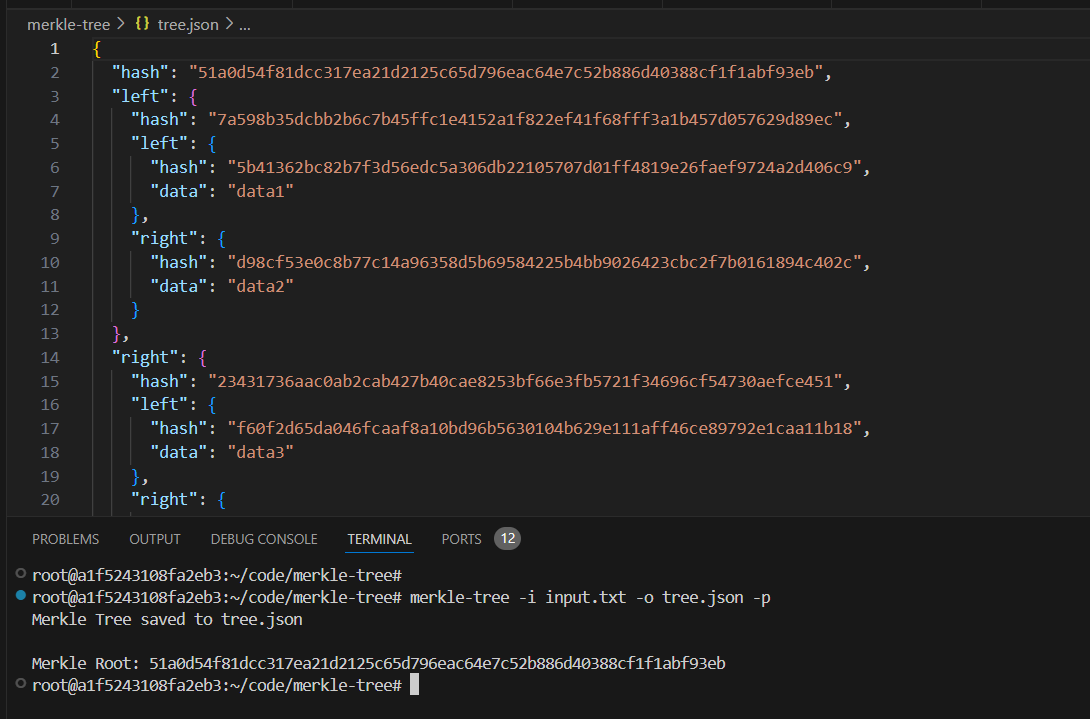 merkle-tree > {} tree.json > ...
1 {
2 "hash": "51a0d54f81dcc317ea21d2125c65d796eac64e7c52b886d40388cf1f1abf93eb",
3 "left": {
4 "hash": "7a598b35dcbb2b6c7b45ffc1e4152a1f822ef41f68fff3a1b457d057629d89ec",
5 "left": {
6 "hash": "5b41362bc82b7f3d56edc5a306db22105707d01ff4819e26faef9724a2d406c9",
7 "data": "data1"
8 },
9 "right": {
10 "hash": "d98cf53e0c8b77c14a96358d5b69584225b4bb9026423cbc2f7b0161894c402c",
11 "data": "data2"
12 }
13 },
14 "right": {
15 "hash": "23431736aac0ab2cab427b40cae8253bf66e3fb5721f34696cf54730aefce451",
16 "left": {
17 "hash": "f60f2d65da046fcaaf8a10bd96b5630104b629e111aff46ce89792e1caa11b18",
18 "data": "data3"
19 },
20 "right": {
PROBLEMS OUTPUT DEBUG CONSOLE TERMINAL PORTS 12
root@a1f5243108fa2eb3:~/code/merkle-tree#
root@a1f5243108fa2eb3:~/code/merkle-tree# merkle-tree -i input.txt -o tree.json -p
Merkle Tree saved to tree.json
Merkle Root: 51a0d54f81dcc317ea21d2125c65d796eac64e7c52b886d40388cf1f1abf93eb
root@a1f5243108fa2eb3:~/code/merkle-tree#